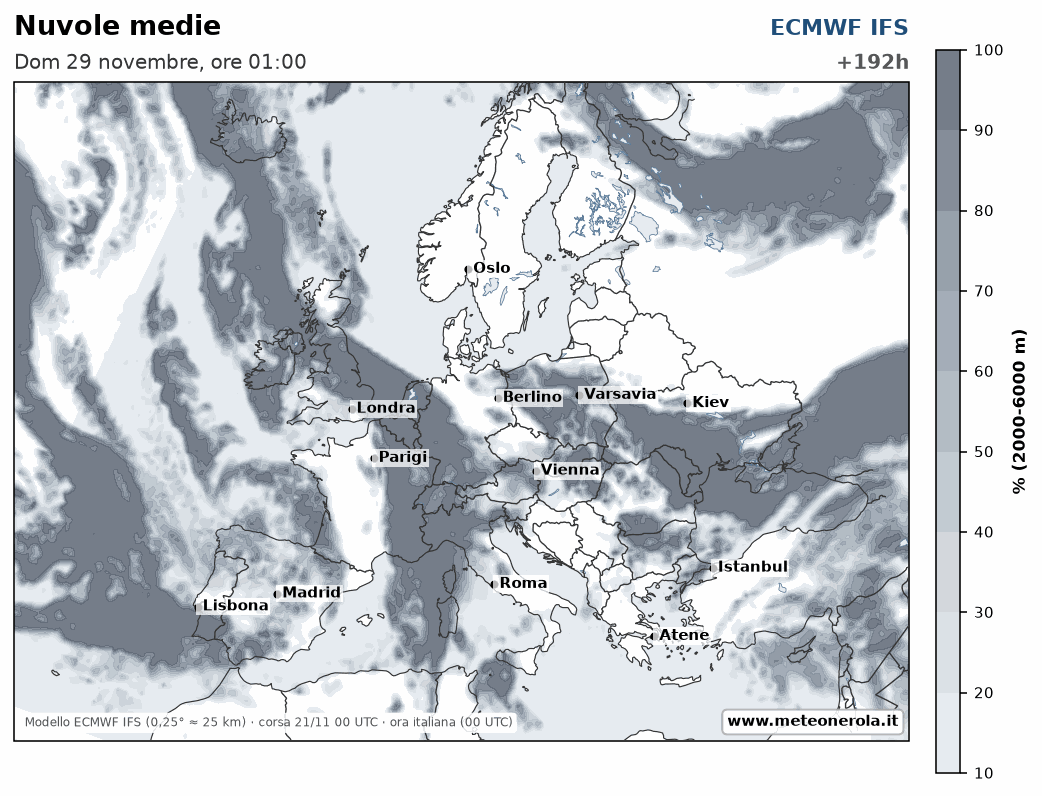 Nuvole medie
ECMWF IFS
Dom 29 novembre, ore 01:00
+192h
100
90
80
70
60
50
40
30
20
10
% (2000-6000 m)
Oslo
Berlino
Varsavia
Kiev
Londra
Parigi
Vienna
Istanbul
Roma
Madrid
Lisbona
Atene
Modello ECMWF IFS (0,25° ≈ 25 km) · corsa 21/11 00 UTC · ora italiana (00 UTC)
www.meteonerola.it